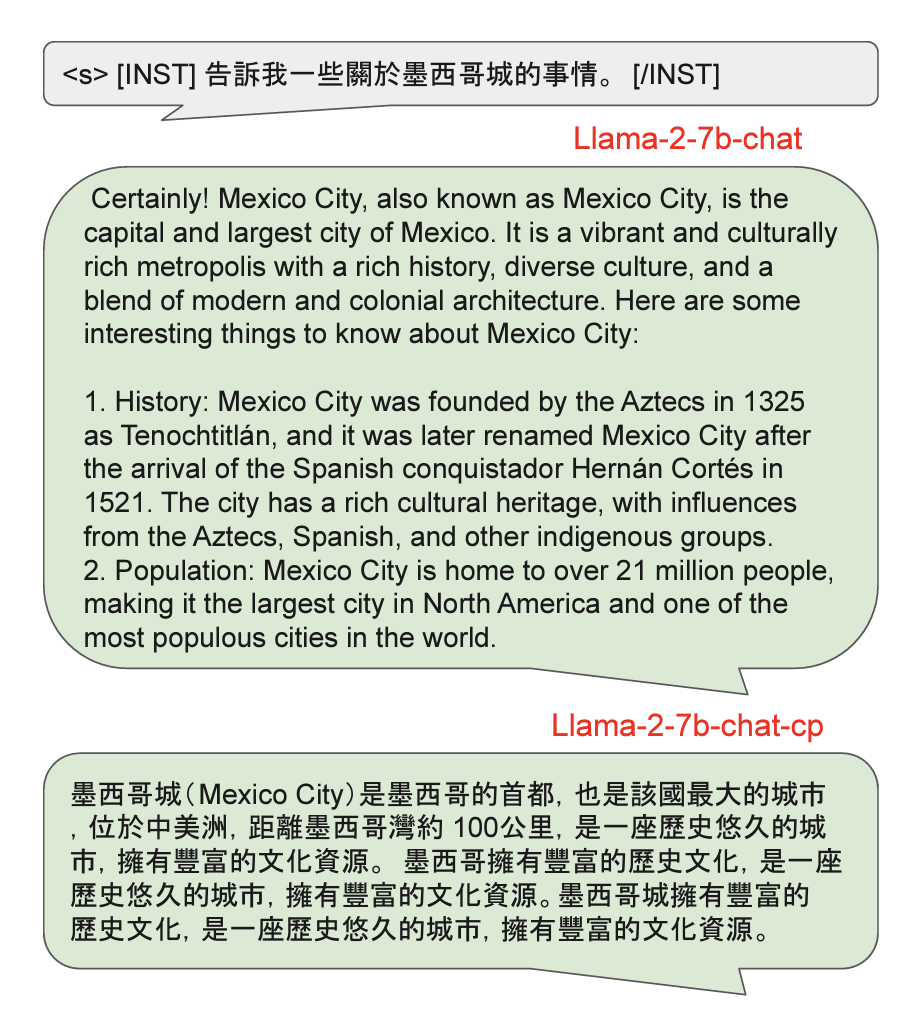 <s> [INST] 告訴我一些關於墨西哥城的事情。 [/INST]
Llama-2-7b-chat
Certainly! Mexico City, also known as Mexico City, is the
capital and largest city of Mexico. It is a vibrant and culturally
rich metropolis with a rich history, diverse culture, and a
blend of modern and colonial architecture. Here are some
interesting things to know about Mexico City:
1. History: Mexico City was founded by the Aztecs in 1325
as Tenochtitlán, and it was later renamed Mexico City after
the arrival of the Spanish conquistador Hernán Cortés in
1521. The city has a rich cultural heritage, with influences
from the Aztecs, Spanish, and other indigenous groups.
2. Population: Mexico City is home to over 21 million people,
making it the largest city in North America and one of the
most populous cities in the world.
Llama-2-7b-chat-cp
墨西哥城（Mexico City）是墨西哥的首都，也是該國最大的城市
，位於中美洲，距離墨西哥灣約 100公里，是一座歷史悠久的城
市，擁有豐富的文化資源。 墨西哥擁有豐富的歷史文化，是一座
歷史悠久的城市，擁有豐富的文化資源。墨西哥城擁有豐富的
歷史文化，是一座歷史悠久的城市，擁有豐富的文化資源。